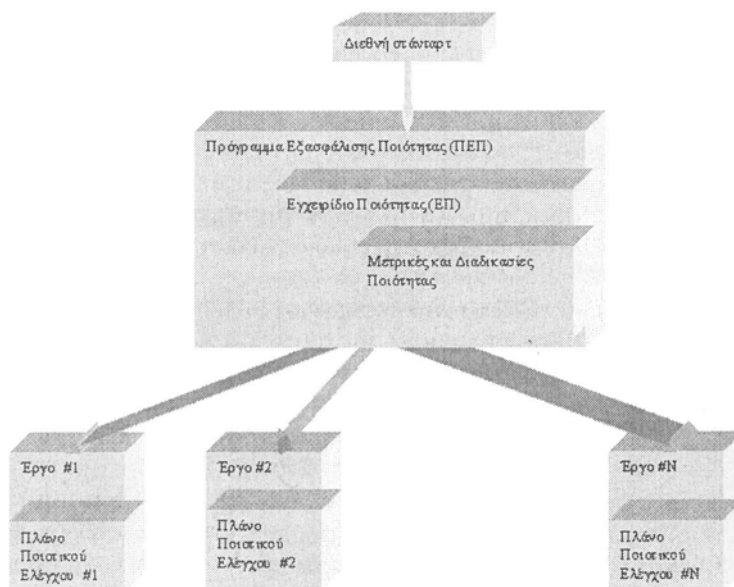 Διεθνή στάνταρτ
Πρόγραμμα Εξασφάλισης Ποιότητας (ΠΕΠ)
Εγχειρίδιο Ποιότητας (ΕΠ)
Μετρικές και Διαδικασίες
Ποιότητας
Έργο #1
Έργο #2
Έργο #N
Πλάνο
Ποιοτικού
Ελέγχου #1
Πλάνο
Ποιοτικού
Ελέγχου #2
Πλάνο
Ποιοτικού
Ελέγχου #N